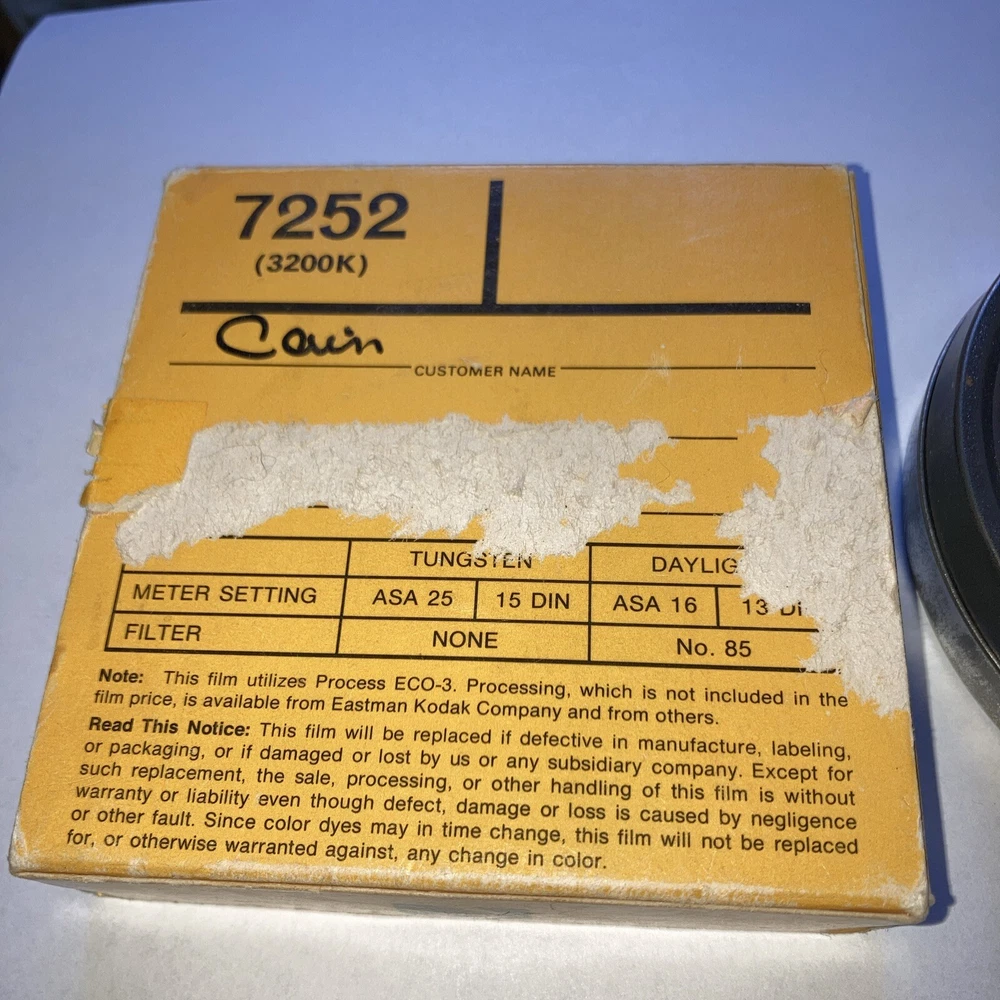 7252
(3200K)
CUSTOMER NAME
TUNGSTEN
METER SETTING ASA 25 15 DIN ASA 16 13
FILTER NONE No. 85
Note: This film utilizes Process ECO-3. Processing, which is not included in the
film price, is available from Eastman Kodak Company and from others.
Read This Notice: This film will be replaced if defective in manufacture, labeling,
or packaging, or if damaged or lost by us or any subsidiary company. Except for
such replacement, the sale, processing, or other handling of this film is without
warranty or liability even though defect, damage or loss is caused by negligence
or other fault. Since color dyes may in time change, this film will not be replaced
for, or otherwise warranted against, any change in color.